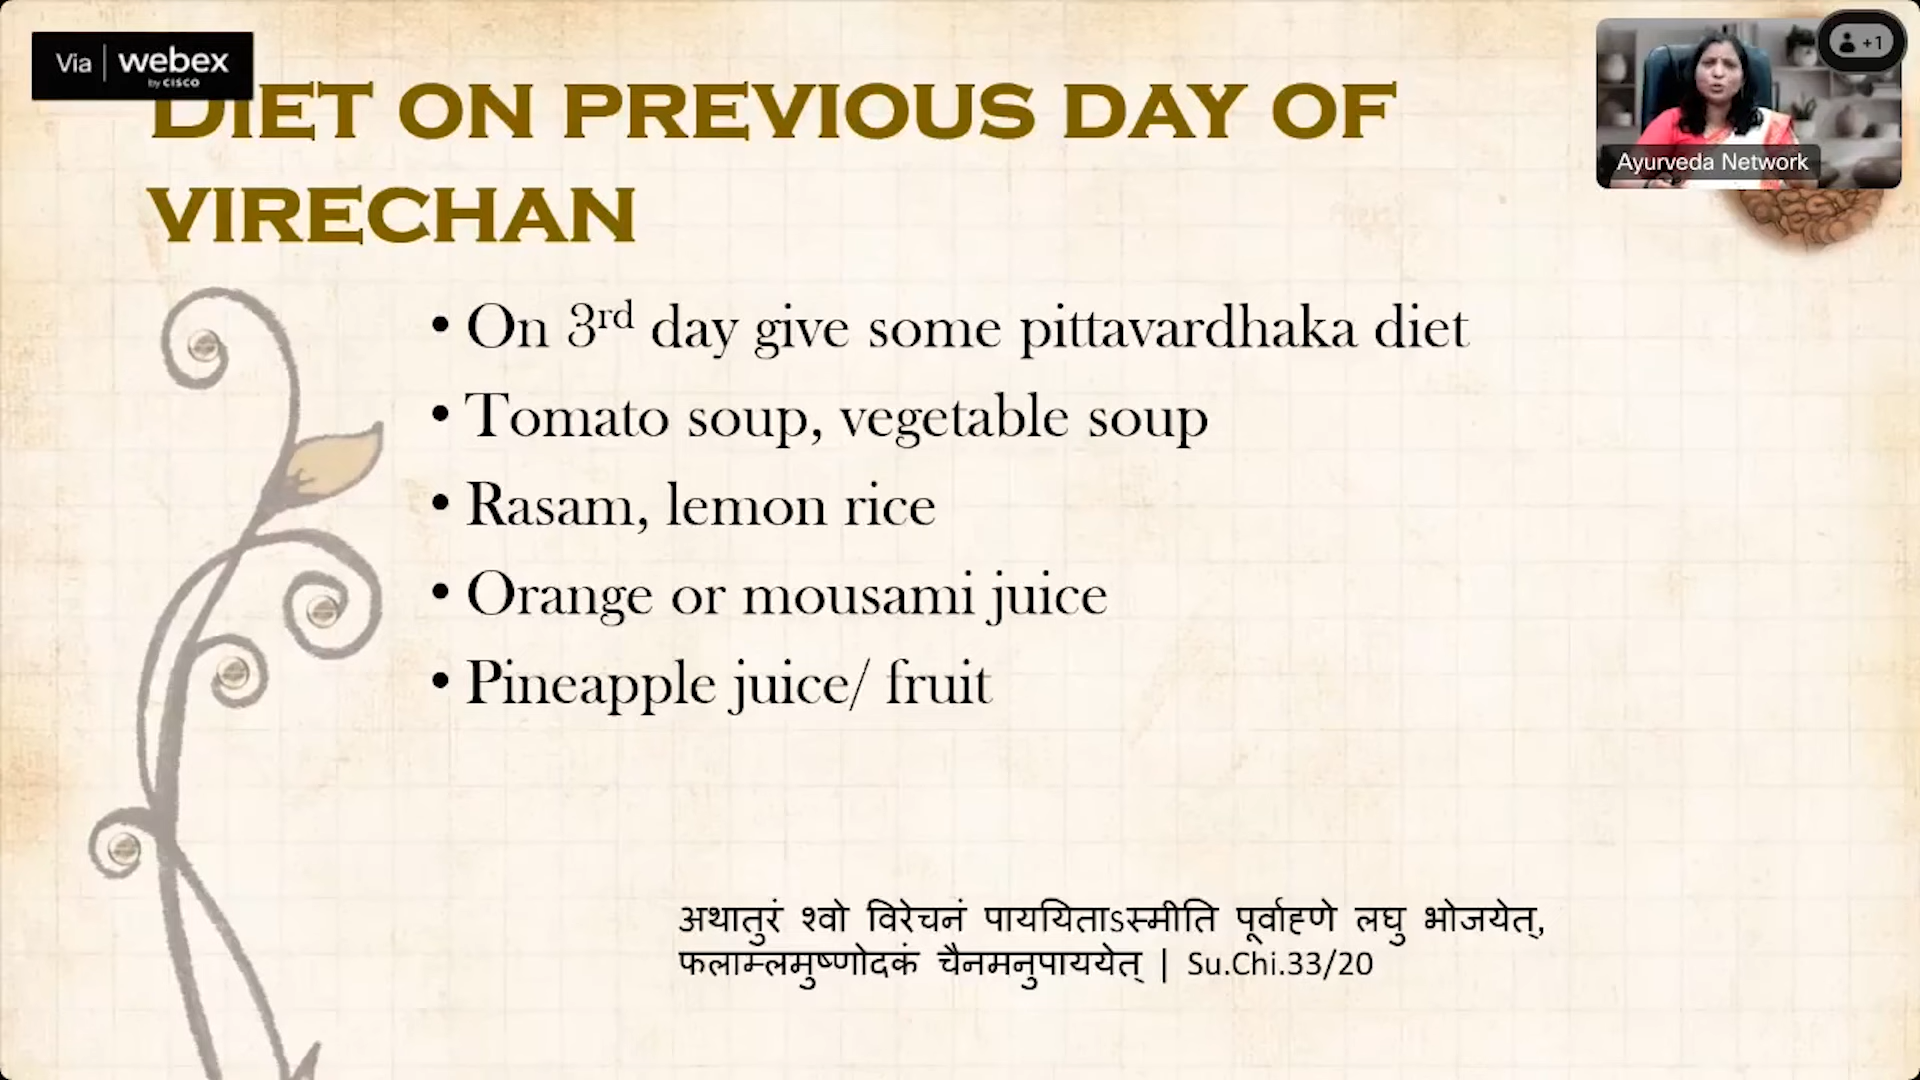 Via | webex
by CISCO
+1
Ayurveda Network
DIET ON PREVIOUS DAY OF
VIRECHAN
• On 3rd day give some pittavardhaka diet
• Tomato soup, vegetable soup
• Rasam, lemon rice
• Orange or mousami juice
• Pineapple juice/ fruit
अथातुरं श्वो विरेचनं पाययिताऽस्मीति पूर्वाह्णे लघु भोजयेत्,
फलाम्लमुष्णोदकं चैनमनुपाययेत् | Su.Chi.33/20